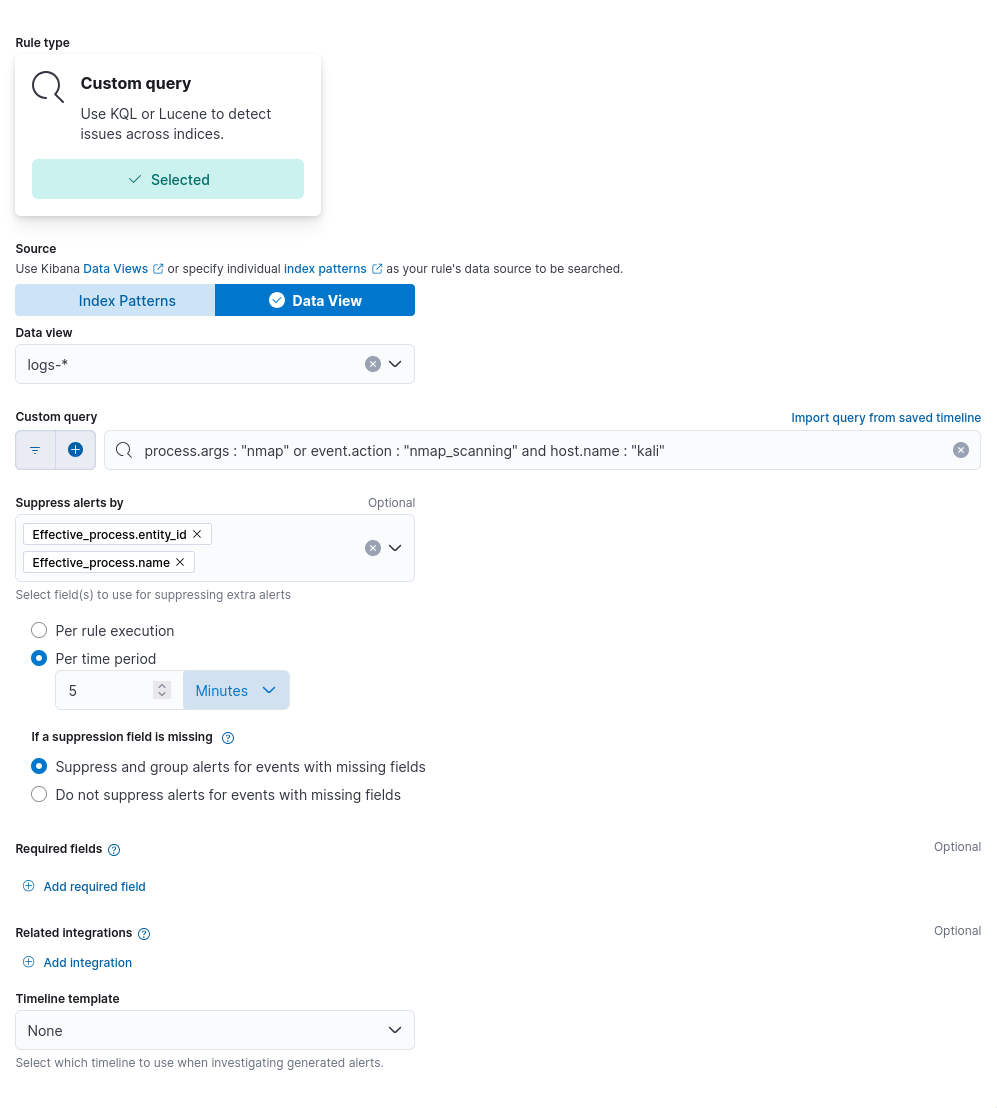 Rule type
Custom query
Use KQL or Lucene to detect
issues across indices.
Selected
Source
Use Kibana Data Views or specify individual index patterns as your rule's data source to be searched.
Index Patterns
Data View
Data view
logs-*
Custom query
Import query from saved timeline
process.args : "nmap" or event.action : "nmap_scanning" and host.name : "kali"
Suppress alerts by
Optional
Effective_process.entity_id
Effective_process.name
Select field(s) to use for suppressing extra alerts
Per rule execution
Per time period
5
Minutes
If a suppression field is missing
Suppress and group alerts for events with missing fields
Do not suppress alerts for events with missing fields
Required fields
Optional
Add required field
Related integrations
Optional
Add integration
Timeline template
None
Select which timeline to use when investigating generated alerts.